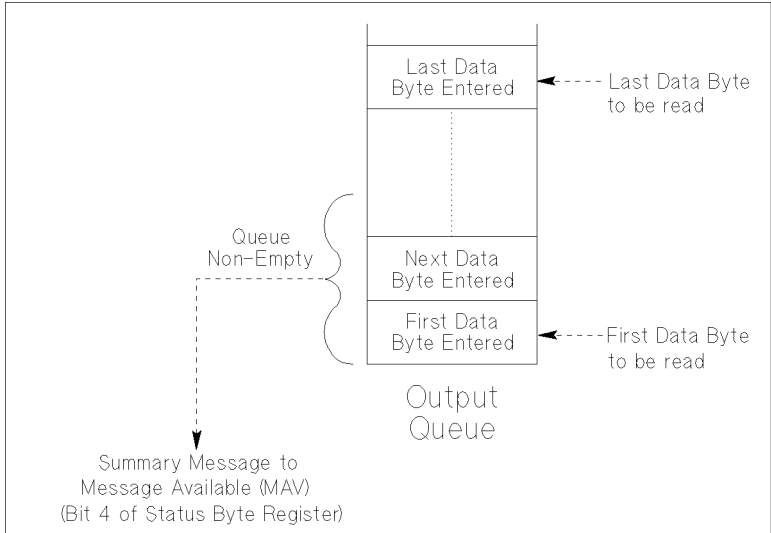 Last Data
Byte Entered
Last Data Byte
to be read
Queue
Non-Empty
Next Data
Byte Entered
First Data
Byte Entered
First Data Byte
to be read
Output
Queue
Summary Message to
Message Available (MAV)
(Bit 4 of Status Byte Register)